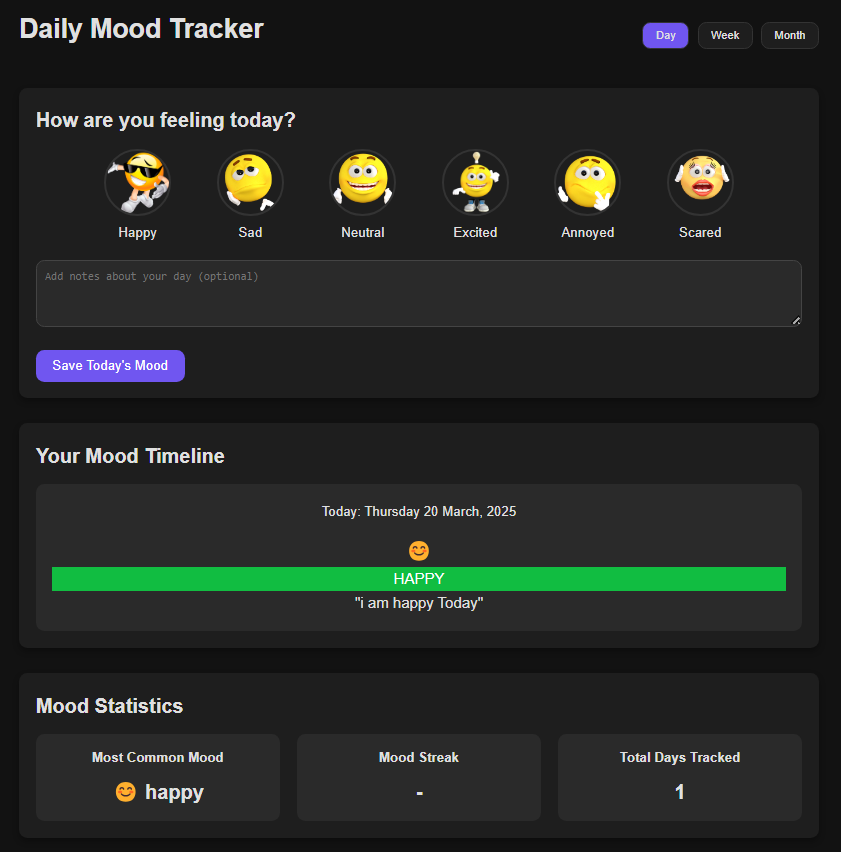 Daily Mood Tracker
Day Week Month
How are you feeling today?
Happy Sad Neutral Excited Annoyed Scared
Add notes about your day (optional)
Save Today's Mood
Your Mood Timeline
Today: Thursday 20 March, 2025
HAPPY
"i am happy Today"
Mood Statistics
Most Common Mood Mood Streak Total Days Tracked
happy - 1